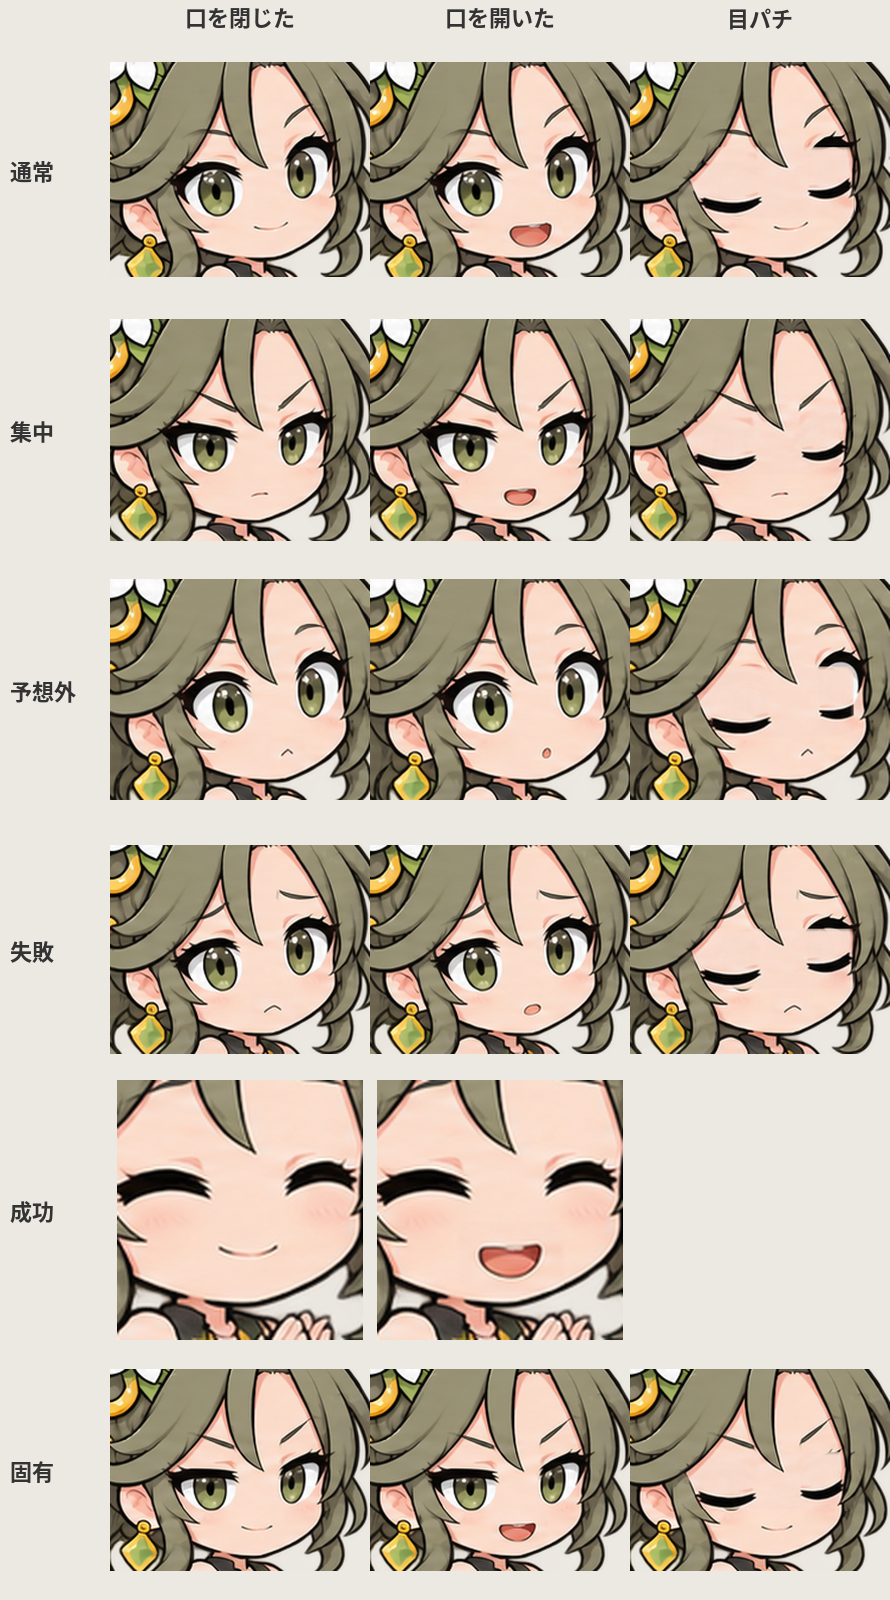 口を閉じた
口を開いた
目パチ
通常
集中
予想外
失敗
成功
固有